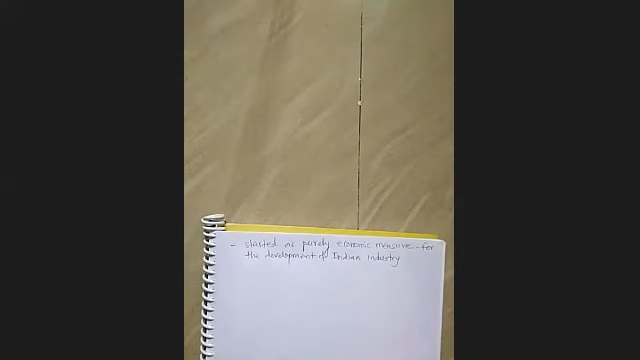 - started as purely economic measure for
the development of Indian Industry